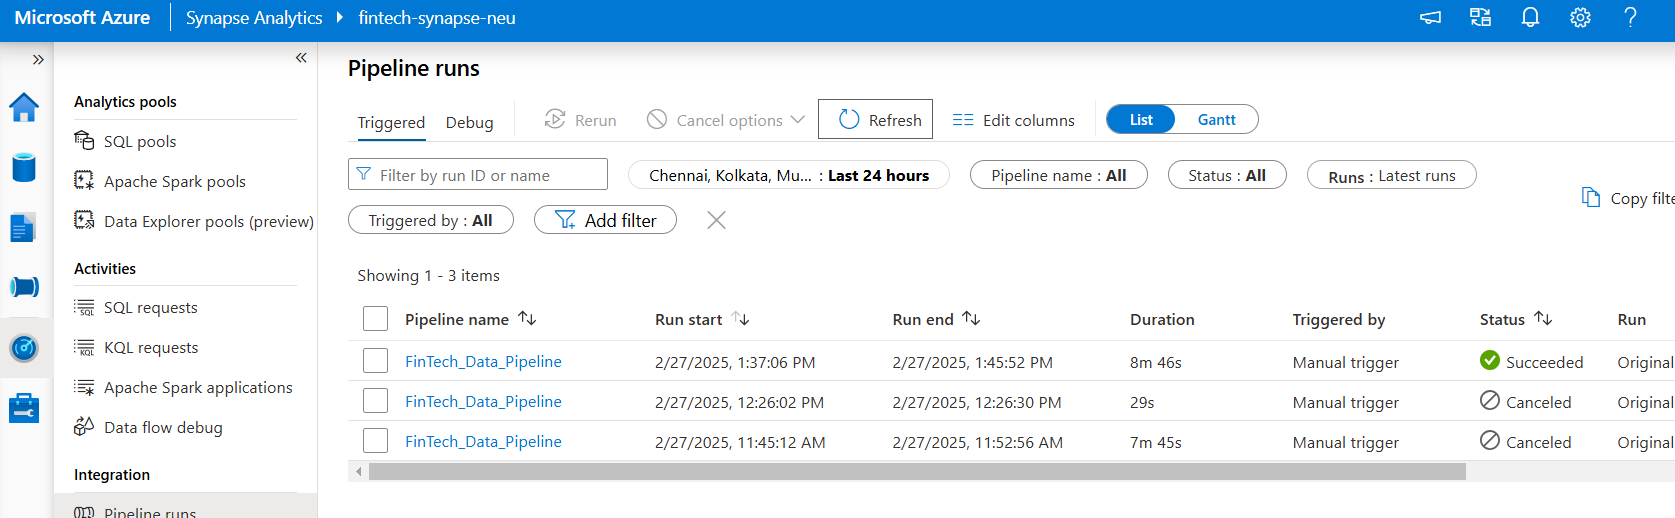 Microsoft Azure Synapse Analytics fintech-synapse-neu
Analytics pools
SQL pools
Apache Spark pools
Data Explorer pools (preview)
Activities
SQL requests
KQL requests
Apache Spark applications
Data flow debug
Integration
Pipeline runs
Pipeline runs
Triggered Debug Rerun Cancel options Refresh Edit columns List Gantt
Filter by run ID or name Chennai, Kolkata, Mu... : Last 24 hours Pipeline name : All Status : All Runs : Latest runs
Copy filte
Triggered by : All Add filter
Showing 1 - 3 items
Pipeline name Run start Run end Duration Triggered by Status Run
FinTech_Data_Pipeline 2/27/2025, 1:37:06 PM 2/27/2025, 1:45:52 PM 8m 46s Manual trigger Succeeded Original
FinTech_Data_Pipeline 2/27/2025, 12:26:02 PM 2/27/2025, 12:26:30 PM 29s Manual trigger Canceled Original
FinTech_Data_Pipeline 2/27/2025, 11:45:12 AM 2/27/2025, 11:52:56 AM 7m 45s Manual trigger Canceled Original